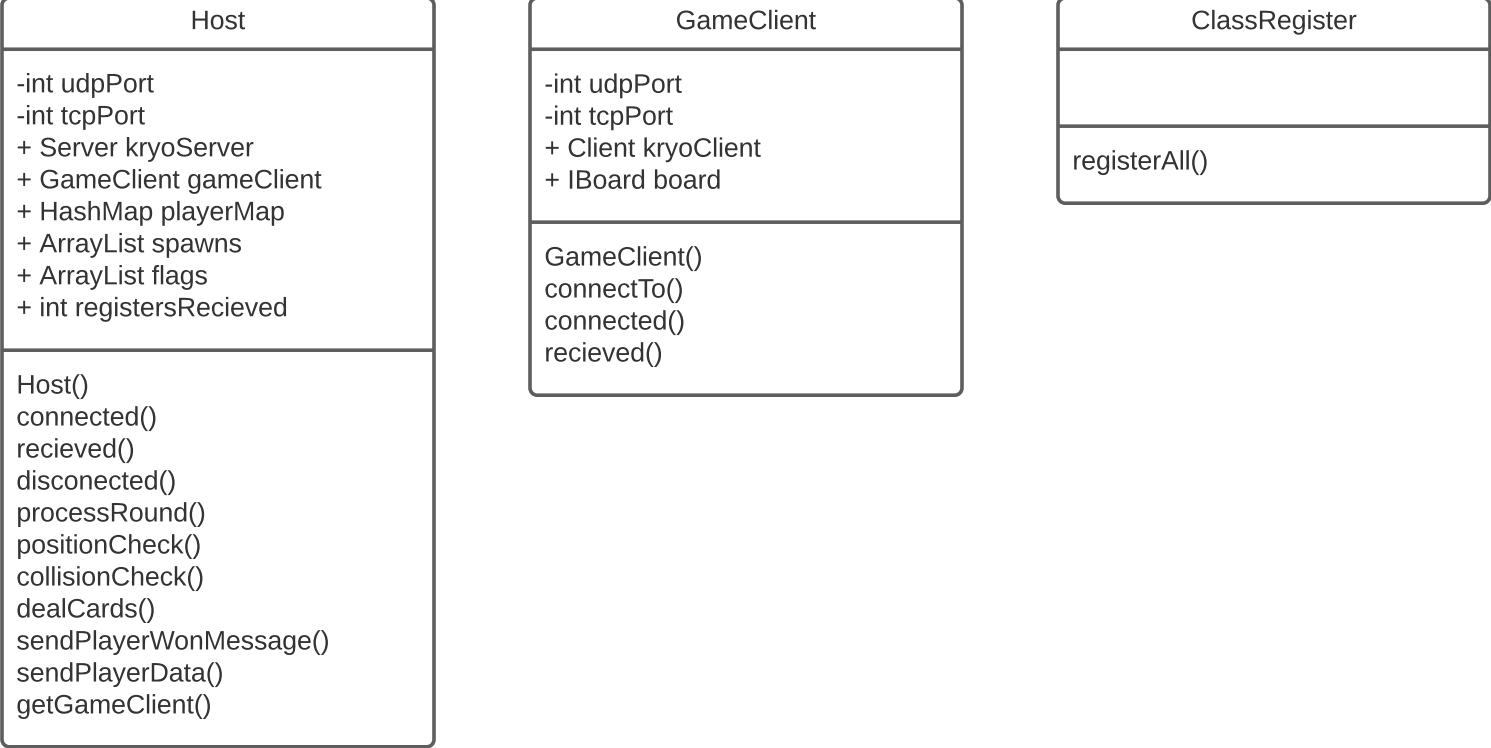 Host
-int udpPort
-int tcpPort
+ Server kryoServer
+ GameClient gameClient
+ HashMap playerMap
+ ArrayList spawns
+ ArrayList flags
+ int registersRecieved
Host()
connected()
recieved()
disconected()
processRound()
positionCheck()
collisionCheck()
dealCards()
sendPlayerWonMessage()
sendPlayerData()
getGameClient()
GameClient
-int udpPort
-int tcpPort
+ Client kryoClient
+ IBoard board
GameClient()
connectTo()
connected()
recieved()
ClassRegister
registerAll()